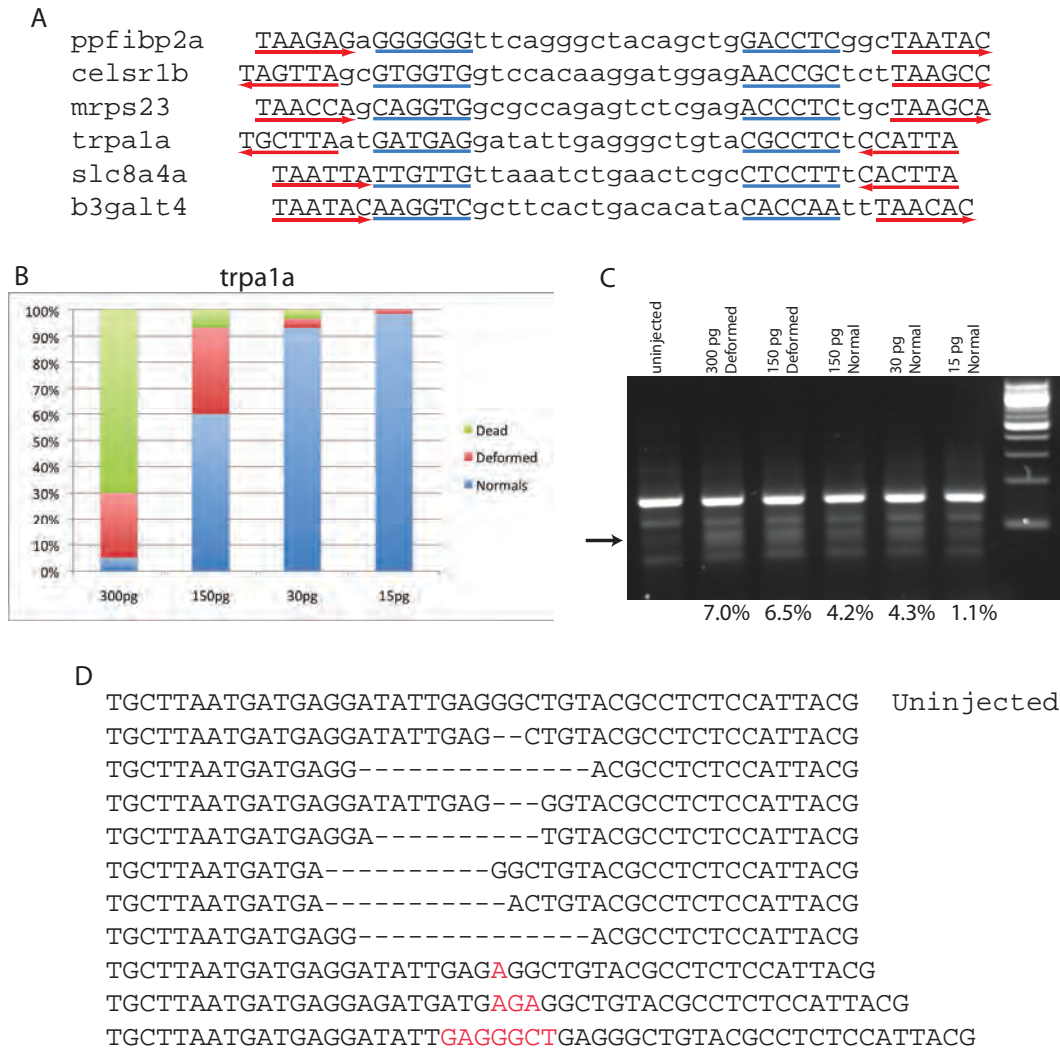 A
ppfibp2a TAAGAGaGGGGGGttcagggctacagctgGACCTCggcTAATAC
celsr1b TAGTTAgcGTGGTGgtccacaaggatggagAACCGCtctTAAGCC
mrps23 TAACCAgcAGGTGgcgccagagtctcgagACCCTCtgcTAAGCA
trpa1a TGCTTAatGATGAGgatattgagggctgtaCGCCTCtCCATTA
slc8a4a TAATTATTGTTGttaaatctgaactcgcCTCCTTtCACTTA
b3galt4 TAATACAAGGTCgcttcactgacacataCACCAAttTAACAC
B
trpa1a
100%
90%
80%
70%
60%
50%
40%
30%
20%
10%
0%
300pg 150pg 30pg 15pg
Dead
Deformed
Normals
C
uninjected
300 pg
Deformed
150 pg
Deformed
150 pg
Normal
30 pg
Normal
15 pg
Normal
7.0% 6.5% 4.2% 4.3% 1.1%
D
TGCTTAATGATGAGGATATTGAGGGCTGTACGCCTCTCCATTACG Uninjected
TGCTTAATGATGAGGATATTGAG--CTGTACGCCTCTCCATTACG
TGCTTAATGATGAGG--------------ACGCCTCTCCATTACG
TGCTTAATGATGAGGATATTGAG---GGTACGCCTCTCCATTACG
TGCTTAATGATGAGGA----------TGTACGCCTCTCCATTACG
TGCTTAATGATGA----------GGCTGTACGCCTCTCCATTACG
TGCTTAATGATGA-----------ACTGTACGCCTCTCCATTACG
TGCTTAATGATGAGG--------------ACGCCTCTCCATTACG
TGCTTAATGATGAGGATATTGAGAGGCTGTACGCCTCTCCATTACG
TGCTTAATGATGAGGAGATGATGAGAGGCTGTACGCCTCTCCATTACG
TGCTTAATGATGAGGATATTGAGGGCTGAGGGCTGTACGCCTCTCCATTACG